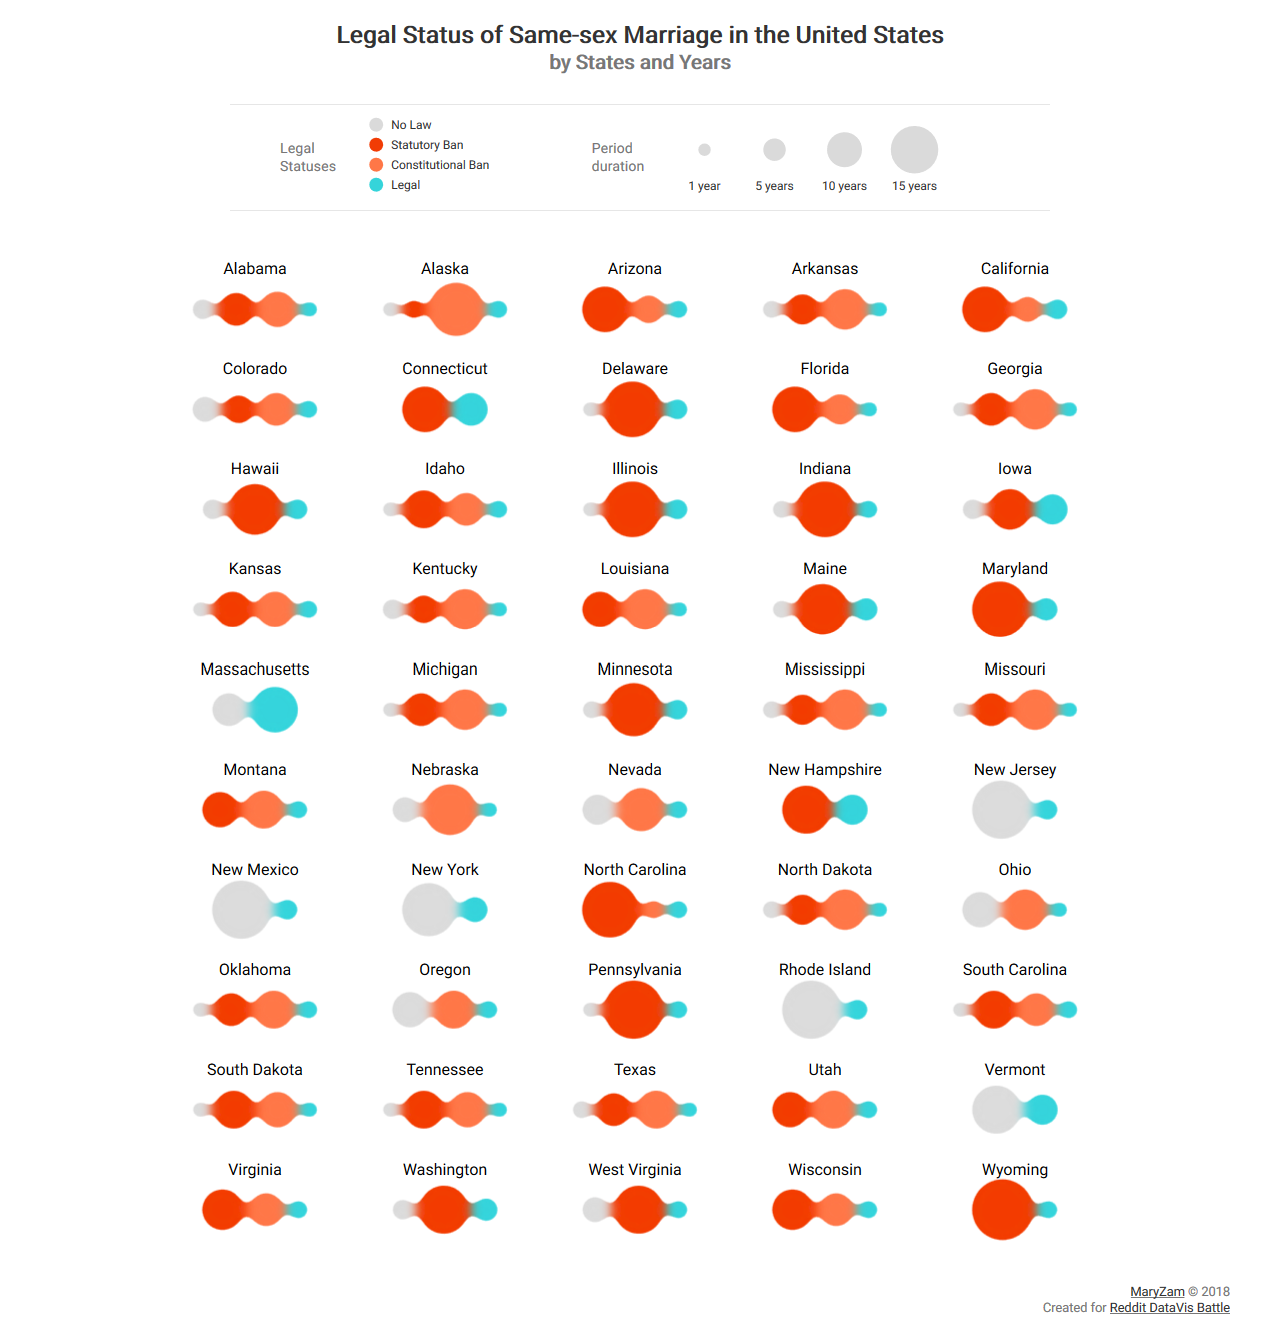 Legal Status of Same-sex Marriage in the United States
by States and Years
Legal
Statuses
No Law
Statutory Ban
Constitutional Ban
Legal
Period
duration
1 year
5 years
10 years
15 years
Alabama
Alaska
Arizona
Arkansas
California
Colorado
Connecticut
Delaware
Florida
Georgia
Hawaii
Idaho
Illinois
Indiana
Iowa
Kansas
Kentucky
Louisiana
Maine
Maryland
Massachusetts
Michigan
Minnesota
Mississippi
Missouri
Montana
Nebraska
Nevada
New Hampshire
New Jersey
New Mexico
New York
North Carolina
North Dakota
Ohio
Oklahoma
Oregon
Pennsylvania
Rhode Island
South Carolina
South Dakota
Tennessee
Texas
Utah
Vermont
Virginia
Washington
West Virginia
Wisconsin
Wyoming
MaryZam © 2018
Created for Reddit DataVis Battle